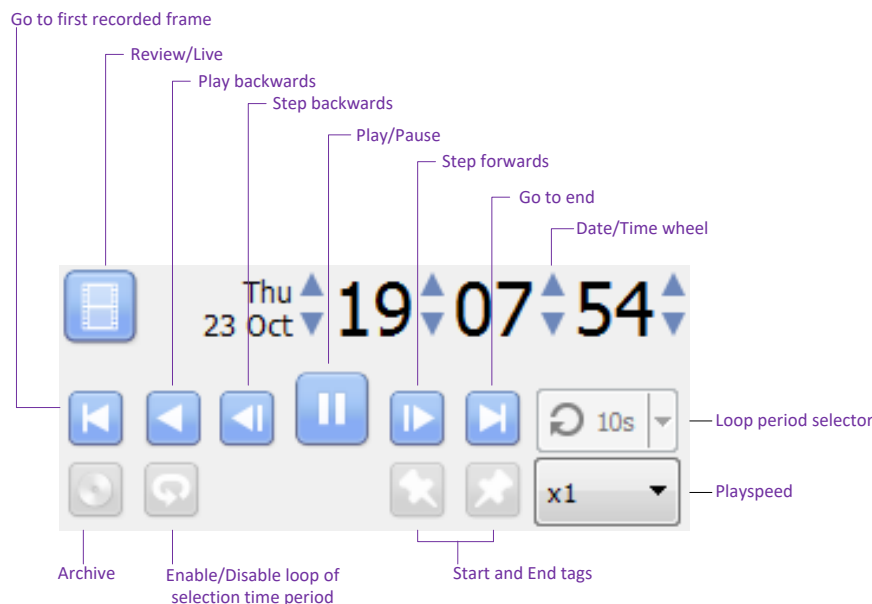 Go to first recorded frame
Review/Live
Play backwards
Step backwards
Play/Pause
Step forwards
Go to end
Date/Time wheel
Thu
23 Oct
19 07 54
10s
Loop period selector
x1
Playspeed
Archive
Enable/Disable loop of
selection time period
Start and End tags